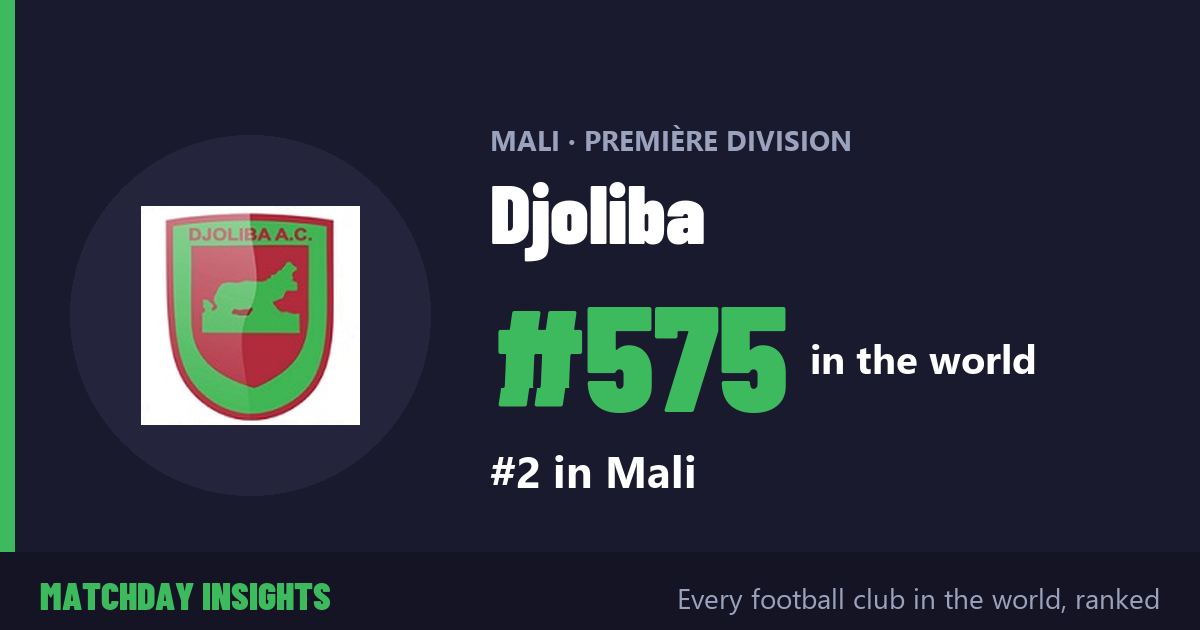 MALI · PREMIÈRE DIVISION
Djoliba
DJOLIBA A.C.
#575 in the world
#2 in Mali
MATCHDAY INSIGHTS
Every football club in the world, ranked